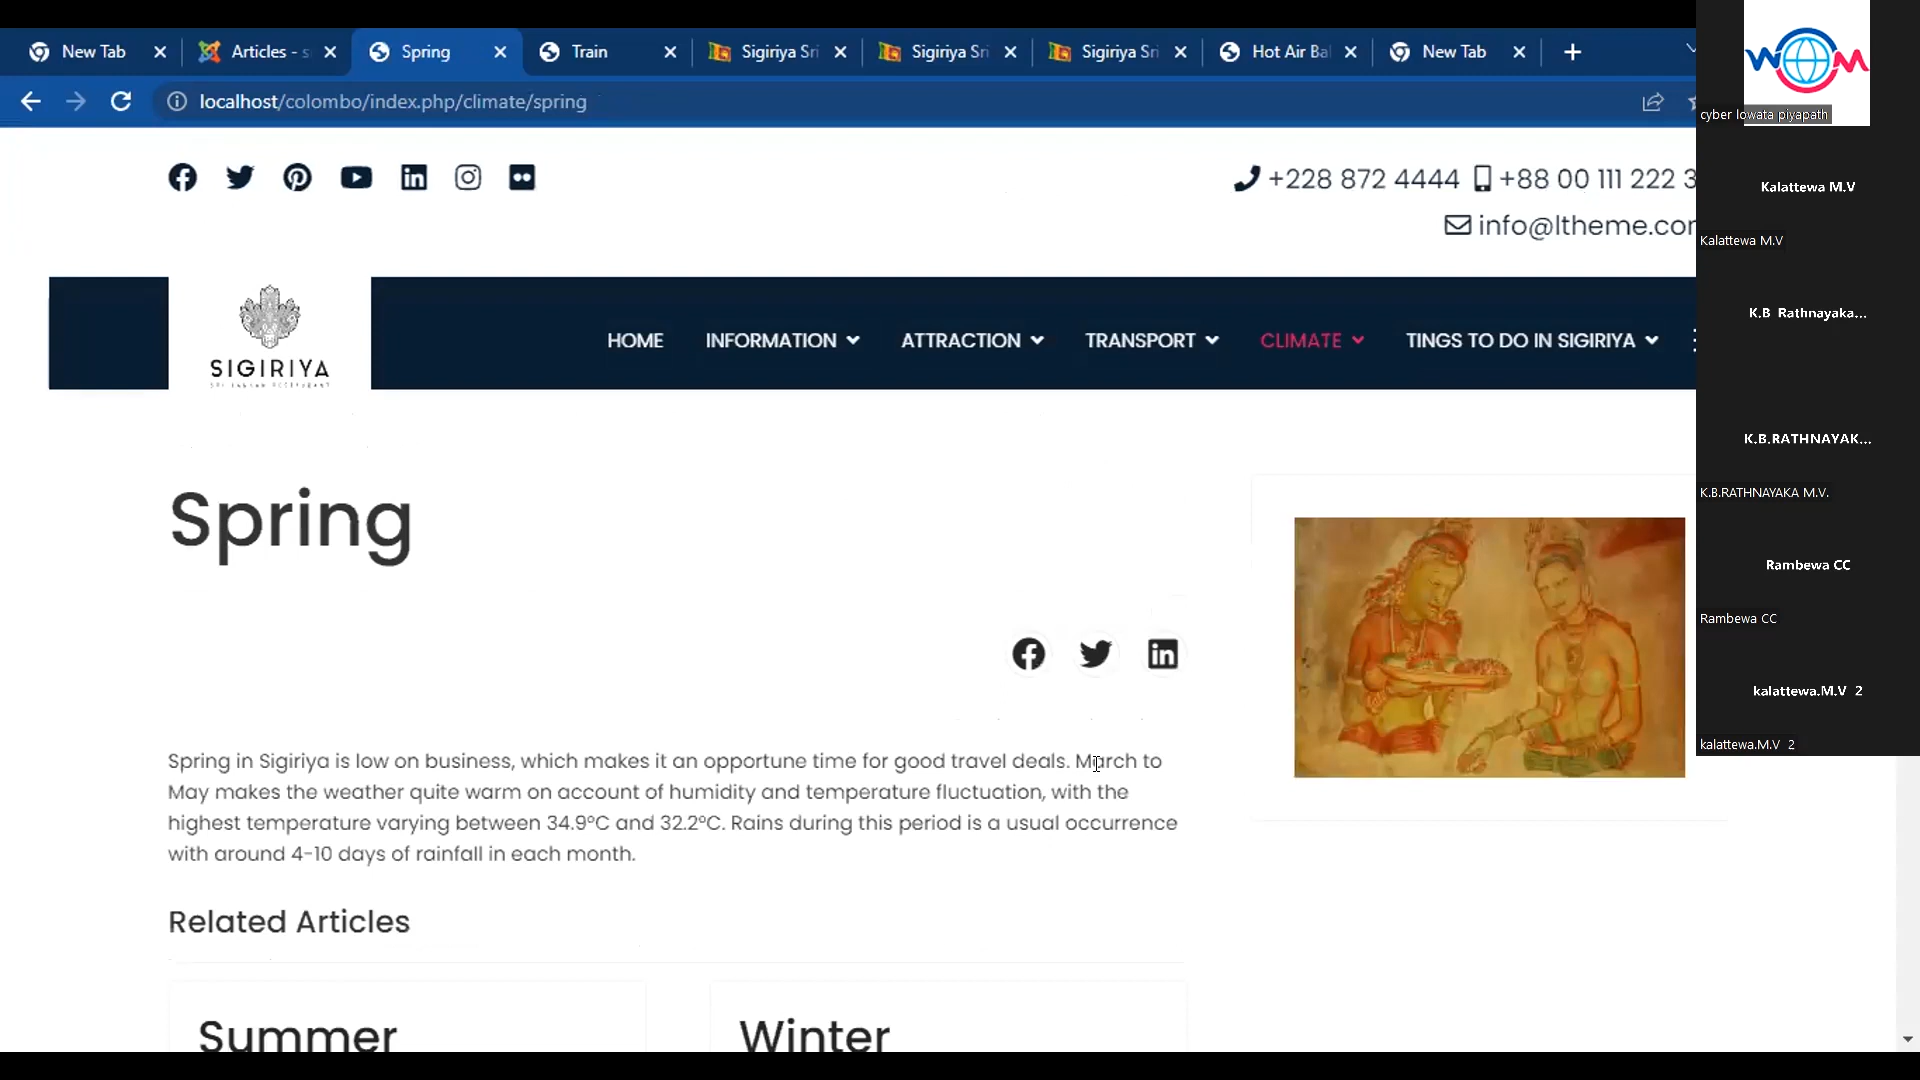 New Tab
Articles - s
Spring
Train
Sigiriya Sri
Sigiriya Sri
Sigiriya Sri
Hot Air Bal
New Tab
localhost/colombo/index.php/climate/spring
+228 872 4444
+88 00 111 222 3
info@ltheme.com
SIGIRIYA
HOME
INFORMATION
ATTRACTION
TRANSPORT
CLIMATE
TINGS TO DO IN SIGIRIYA
Spring
Spring in Sigiriya is low on business, which makes it an opportune time for good travel deals. March to
May makes the weather quite warm on account of humidity and temperature fluctuation, with the
highest temperature varying between 34.9°C and 32.2°C. Rains during this period is a usual occurrence
with around 4-10 days of rainfall in each month.
Related Articles
Summer
Winter
WOM
cyber lowata piyapath
Kalattewa M.V
Kalattewa M.V
K.B Rathnayaka...
K.B.RATHNAYAK...
K.B.RATHNAYAKA M.V.
Rambewa CC
Rambewa CC
kalattewa.M.V 2
kalattewa.M.V 2